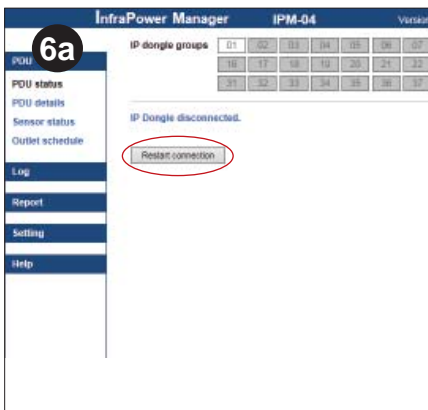 InfraPower Manager IPM-04 Version
6a
IP dongle groups 01 02 03 04 05 06 07
16 17 18 19 20 21 22
31 32 33 34 35 36 37
PDU
PDU status
PDU details
Sensor status
Outlet schedule
IP Dongle disconnected.
Restart connection
Log
Report
Setting
Help